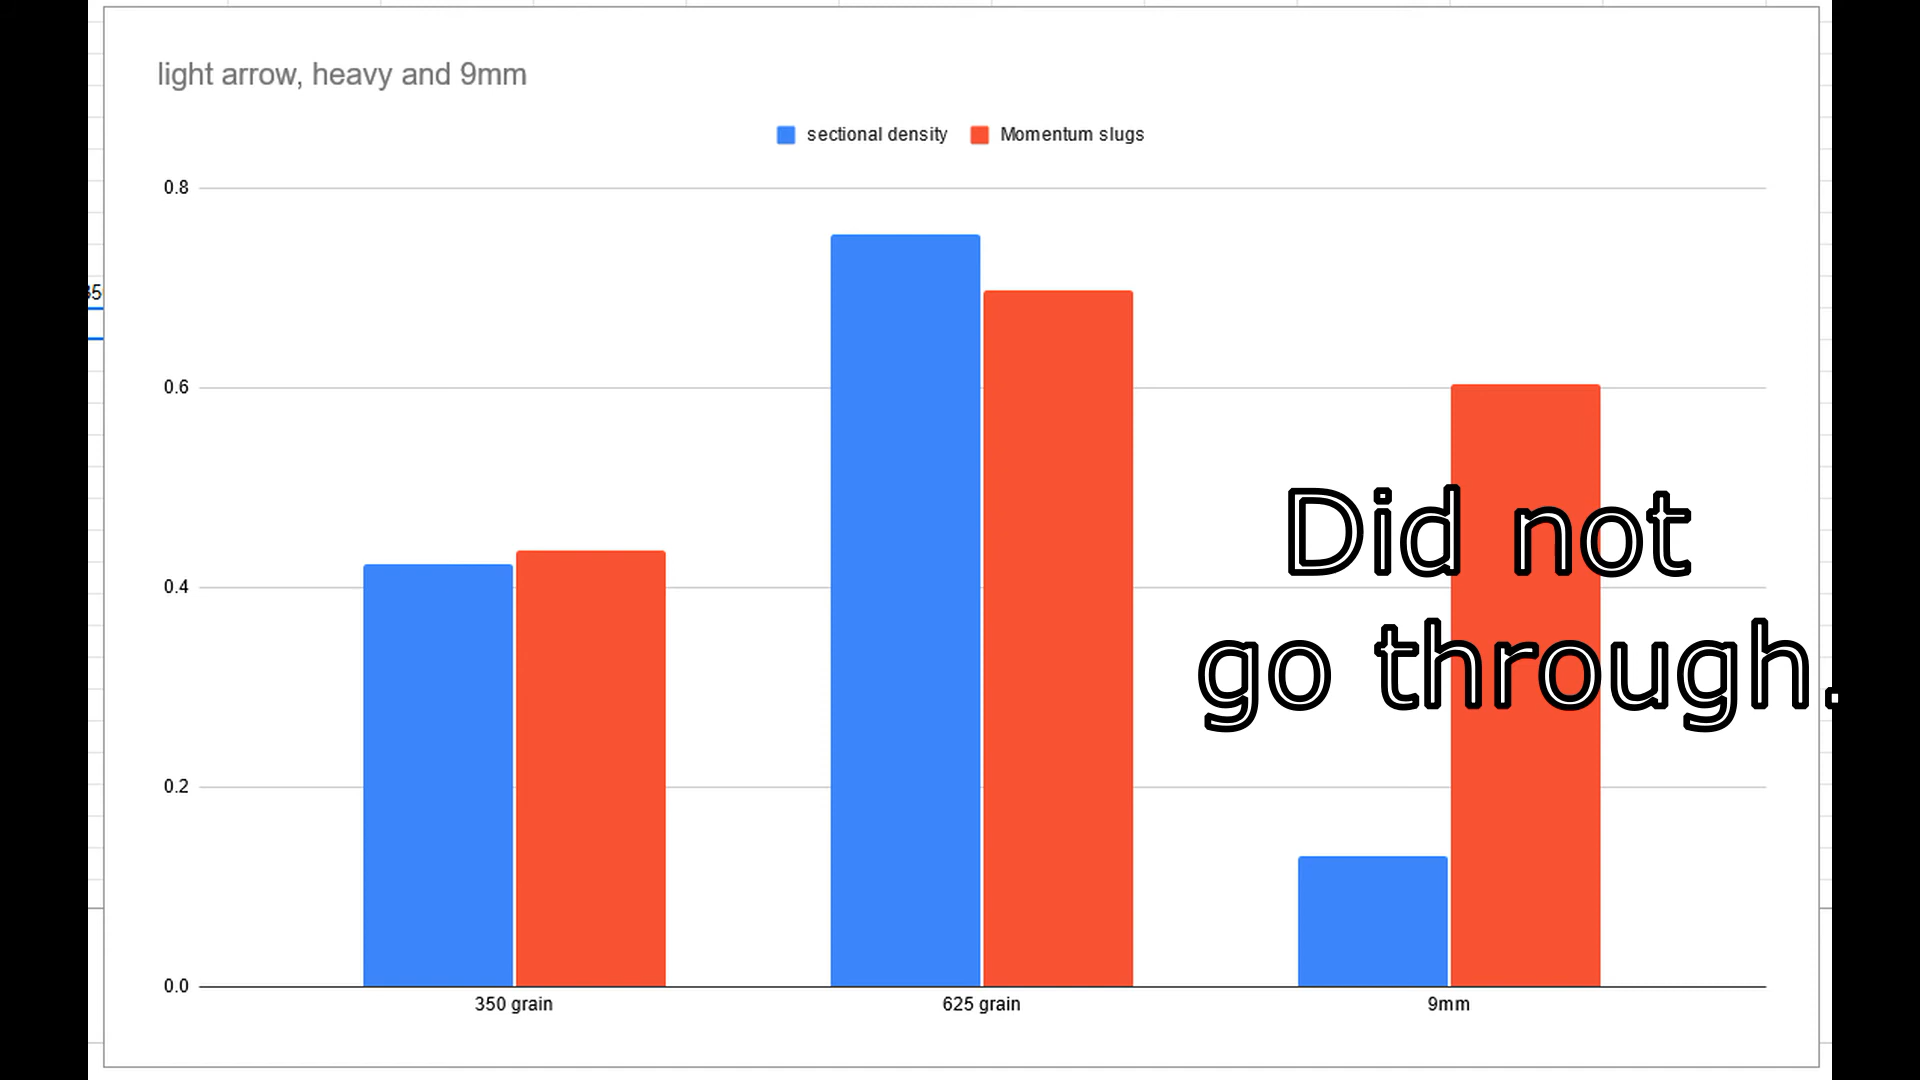 light arrow, heavy and 9mm
sectional density Momentum slugs
0.8
0.6
0.4
0.2
0.0
350 grain 625 grain 9mm
Did not
go through.